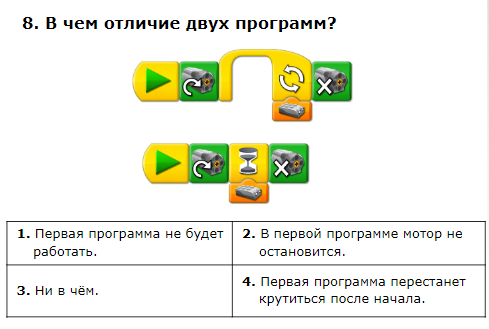 8. В чем отличие двух программ?
1. Первая программа не будет
работать.
2. В первой программе мотор не
остановится.
3. Ни в чём.
4. Первая программа перестанет
крутиться после начала.